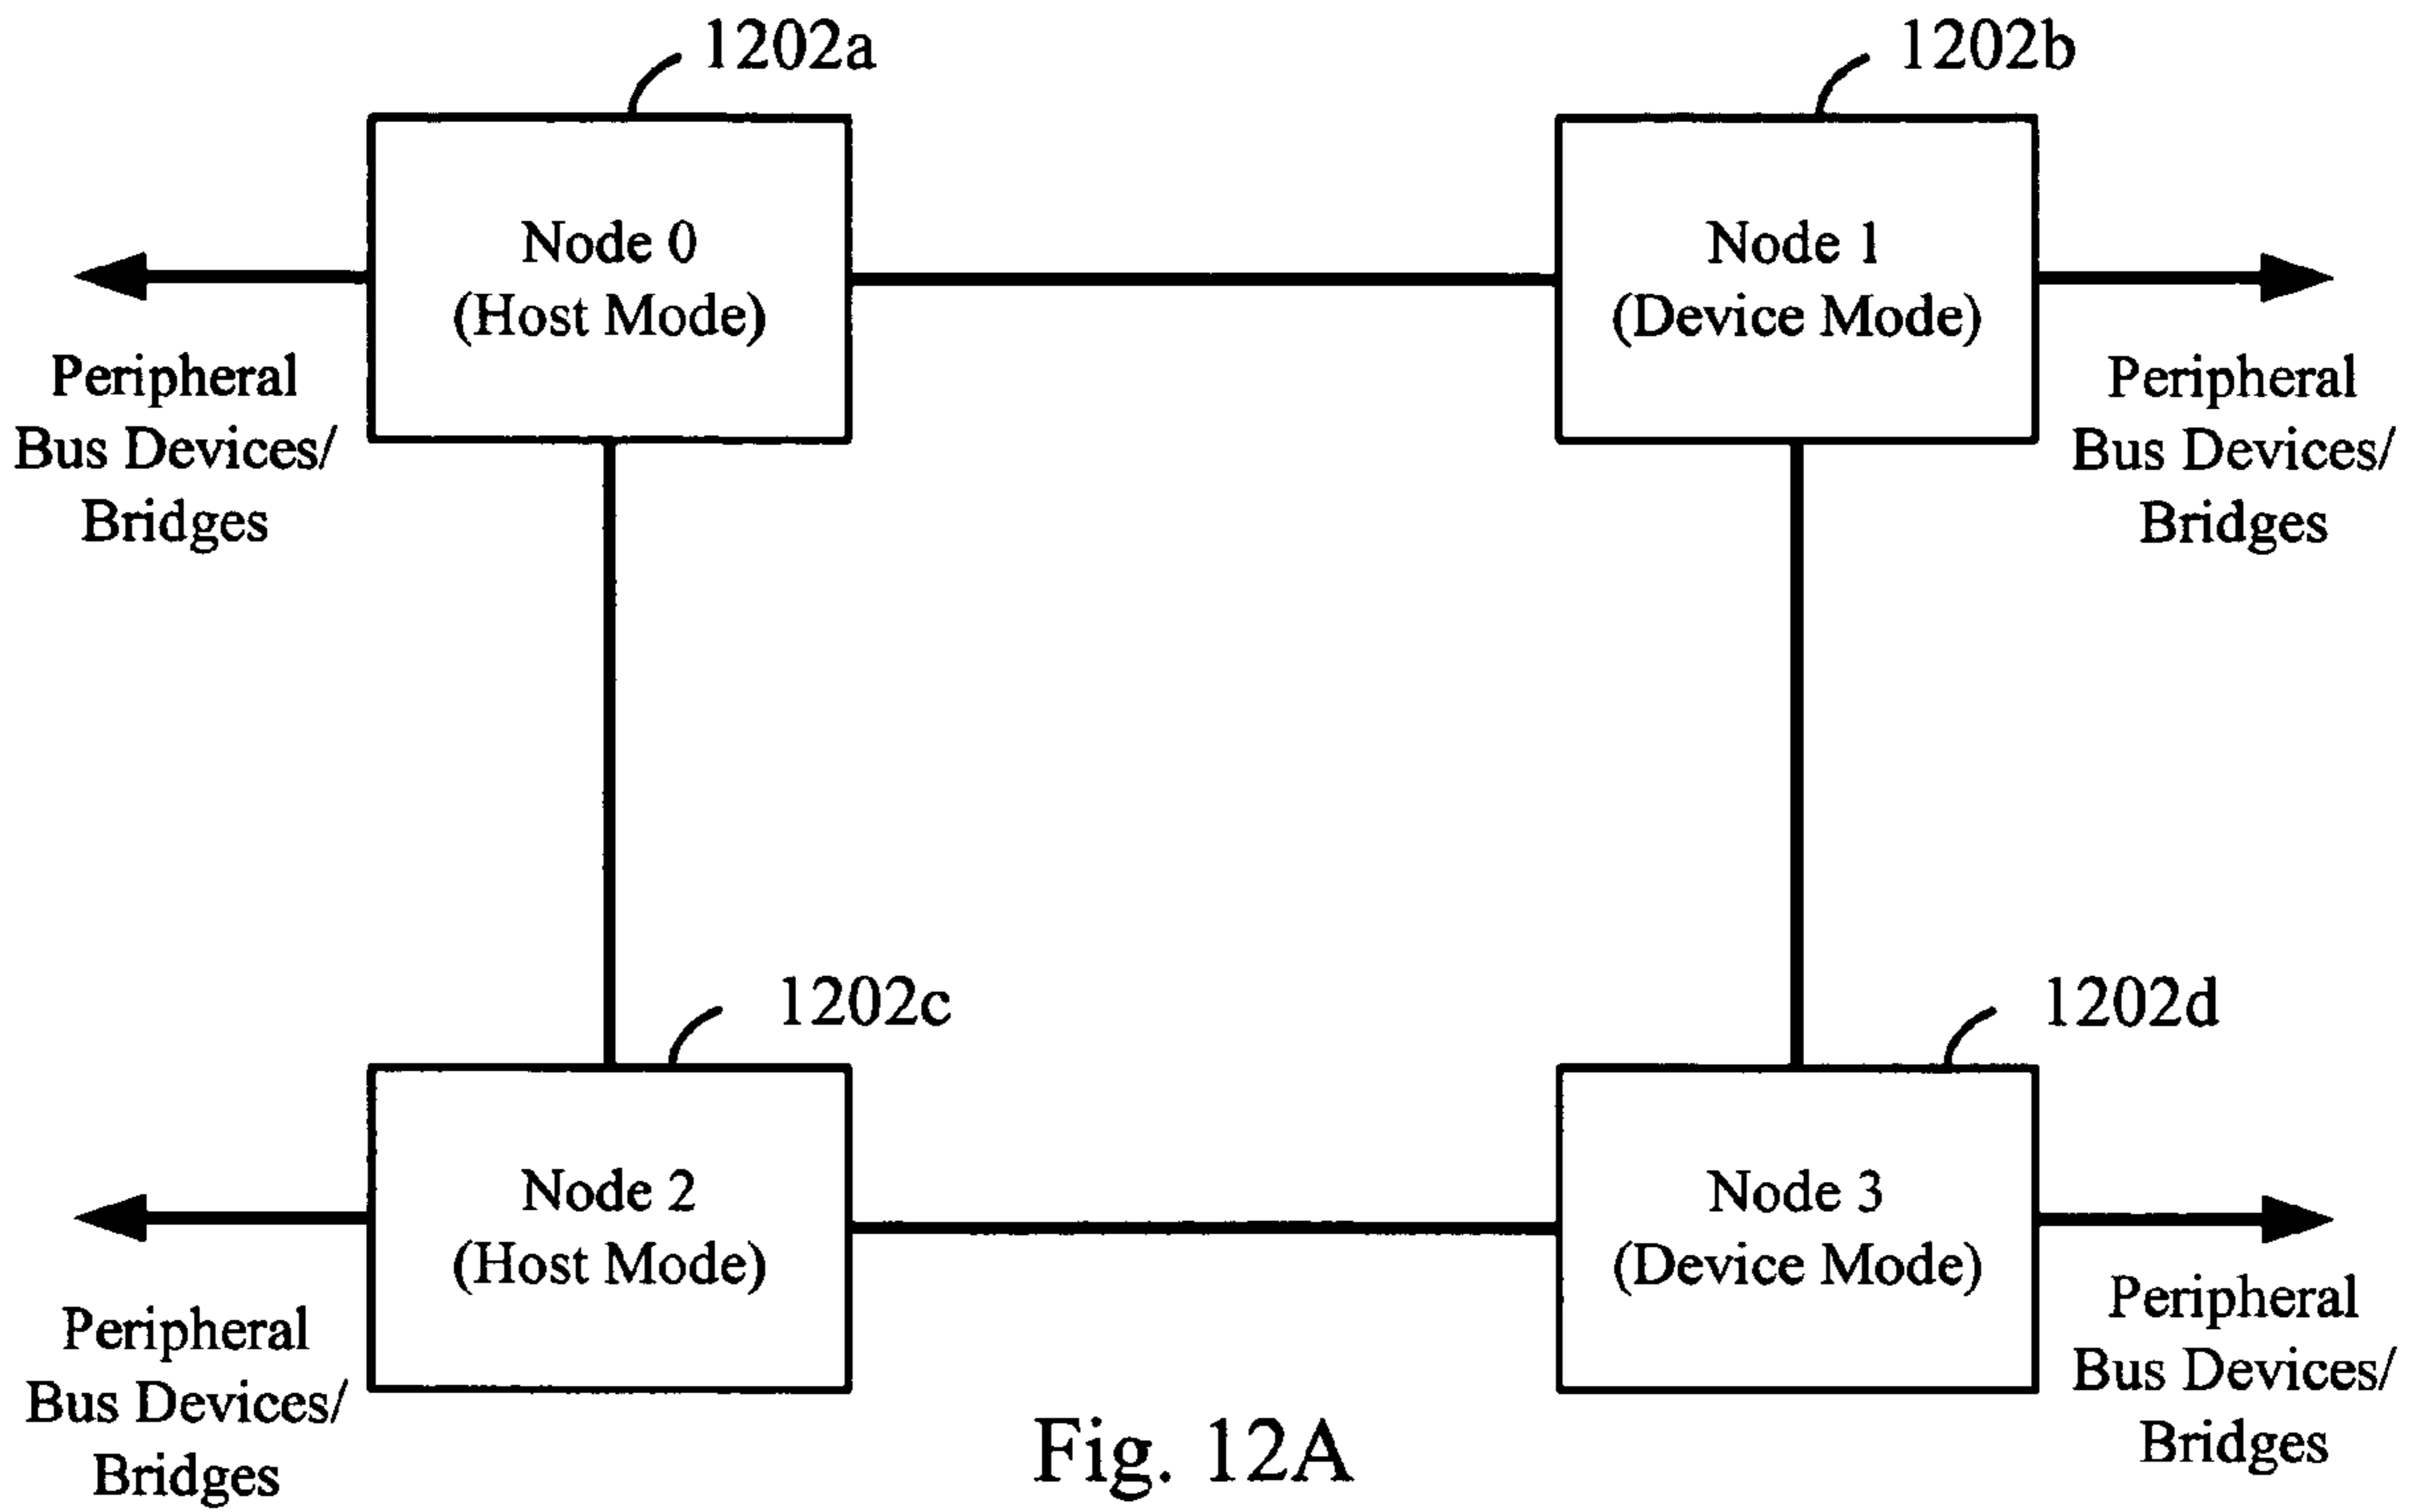 1202a
1202b
Node 0
(Host Mode)
Node 1
(Device Mode)
Peripheral
Bus Devices/
Bridges
Peripheral
Bus Devices/
Bridges
1202c
1202d
Node 2
(Host Mode)
Node 3
(Device Mode)
Peripheral
Bus Devices/
Bridges
Peripheral
Bus Devices/
Bridges
Fig. 12A